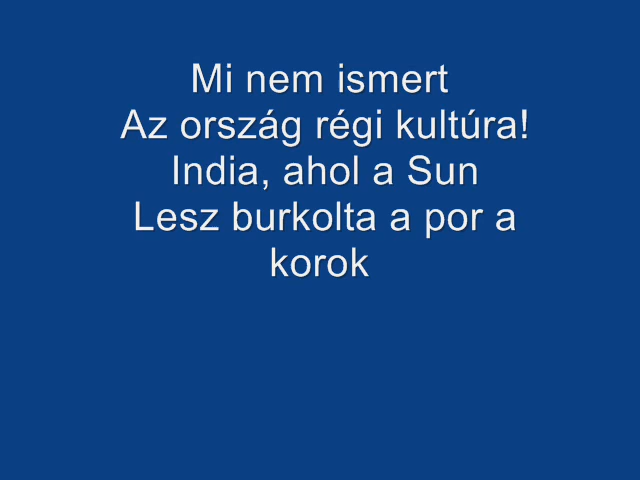 Mi nem ismert
Az ország régi kultúra!
India, ahol a Sun
Lesz burkolta a por a
korok